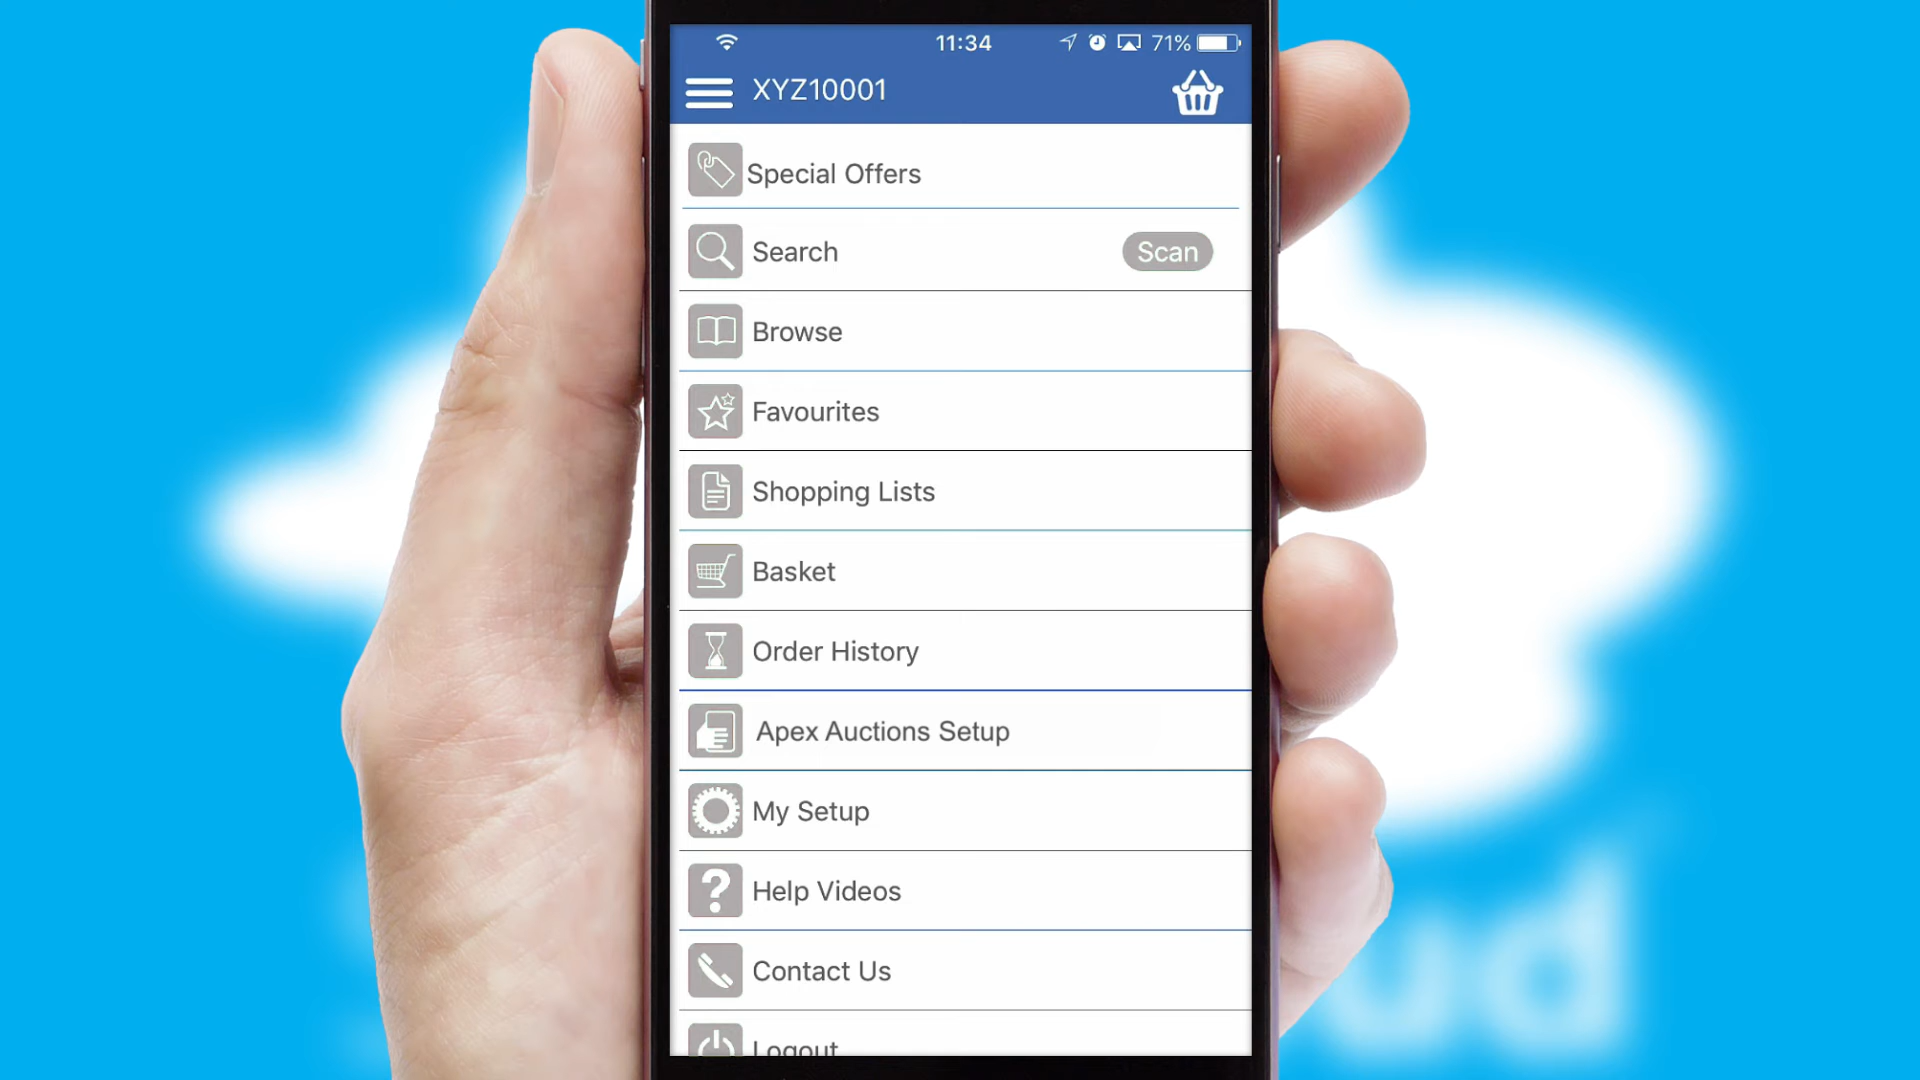 11:34
71%
XYZ10001
Special Offers
Search
Scan
Browse
Favourites
Shopping Lists
Basket
Order History
Apex Auctions Setup
My Setup
Help Videos
Contact Us
Logout